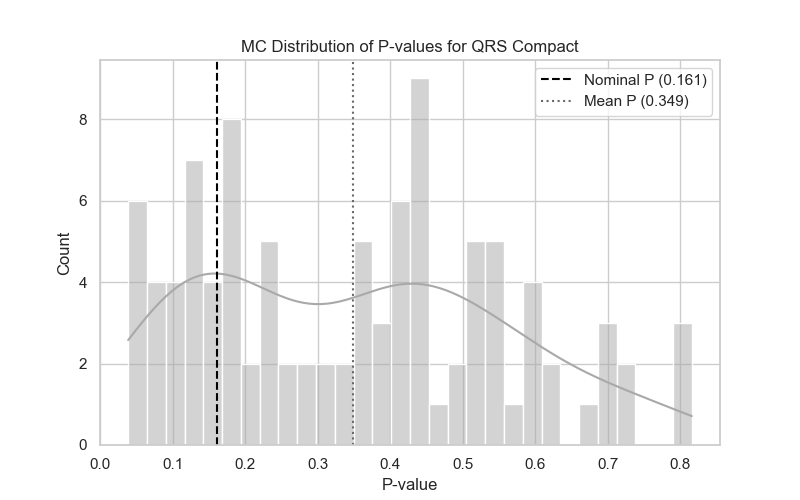 MC Distribution of P-values for QRS Compact
Nominal P (0.161)
Mean P (0.349)
Count
8
6
4
2
0
0.0 0.1 0.2 0.3 0.4 0.5 0.6 0.7 0.8
P-value